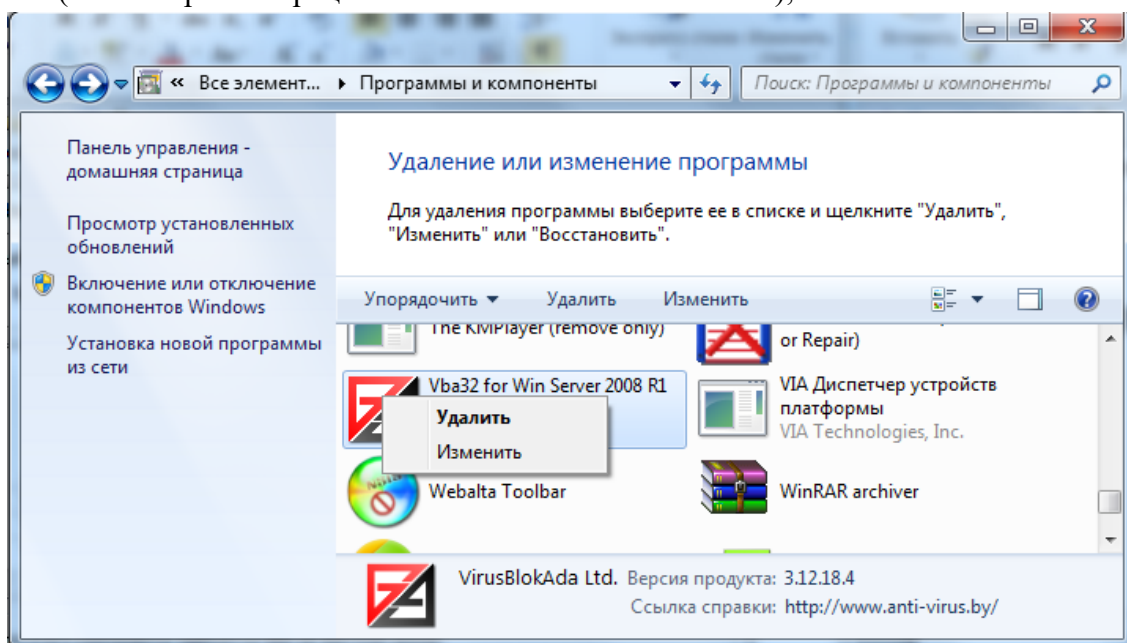 « Все элемент... ▸ Программы и компоненты
Поиск: Программы и компоненты
Панель управления -
домашняя страница
Просмотр установленных
обновлений
Включение или отключение
компонентов Windows
Установка новой программы
из сети
Удаление или изменение программы
Для удаления программы выберите ее в списке и щелкните "Удалить",
"Изменить" или "Восстановить".
Упорядочить Удалить Изменить
The KMPlayer (remove only)
or Repair)
Vba32 for Win Server 2008 R1
Удалить
Изменить
VIA Диспетчер устройств
платформы
VIA Technologies, Inc.
Webalta Toolbar
WinRAR archiver
VirusBlokAda Ltd. Версия продукта: 3.12.18.4
Ссылка справки: http://www.anti-virus.by/